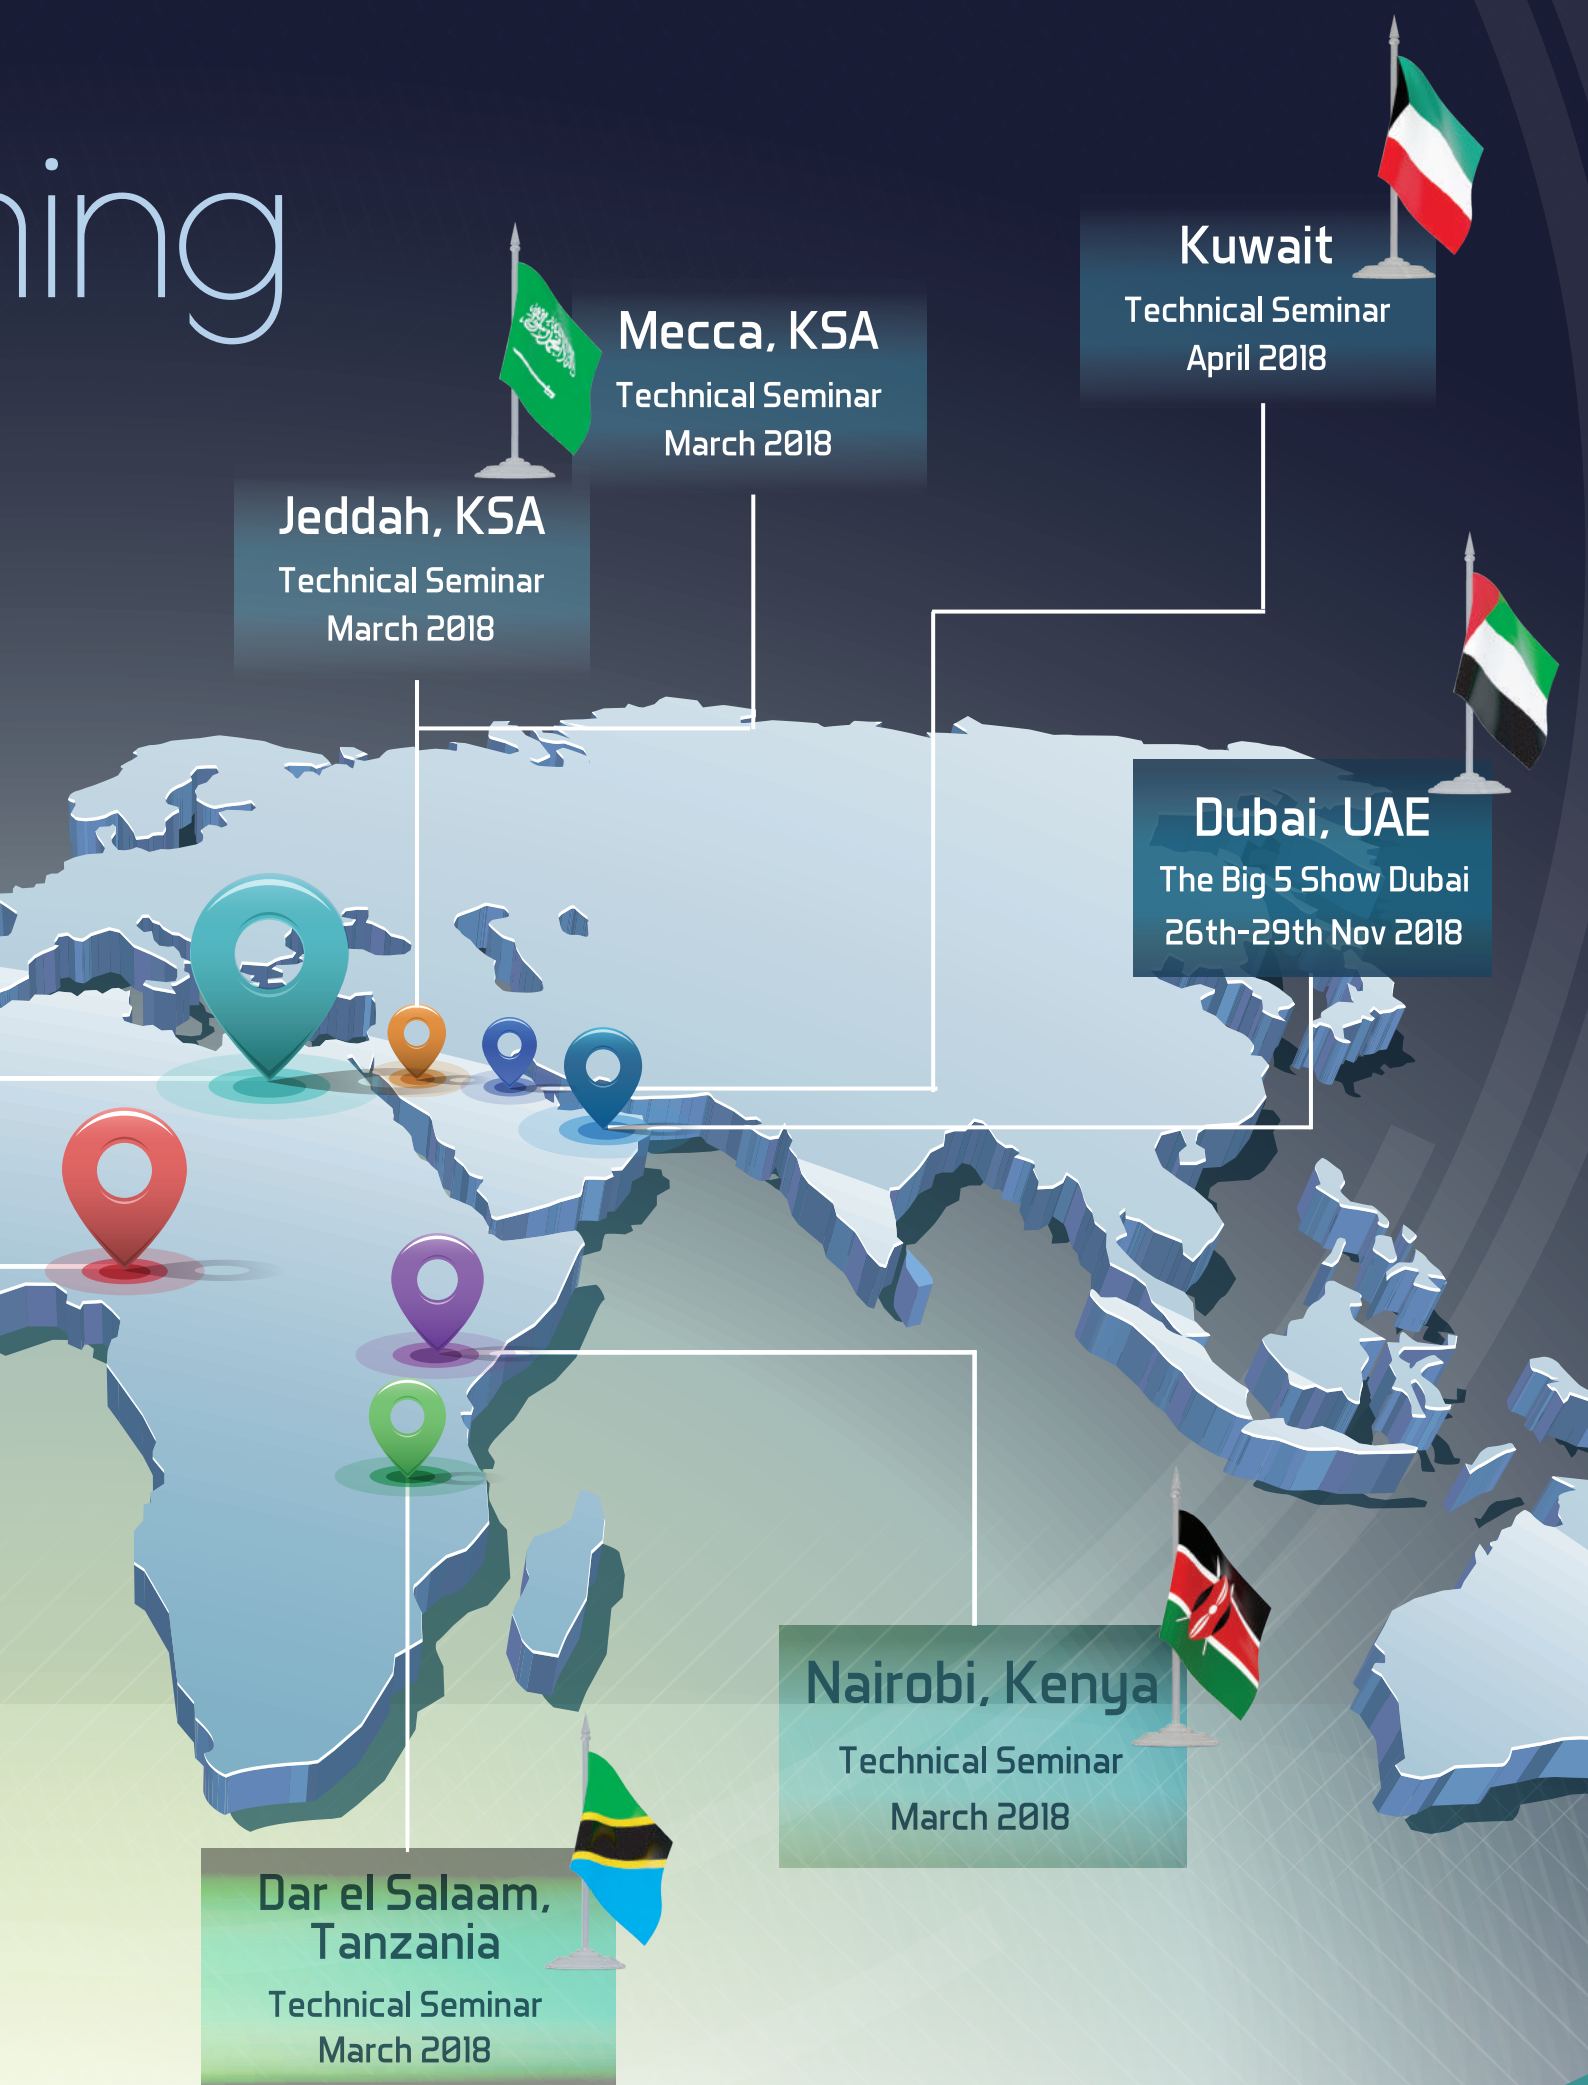 ning
Kuwait
Technical Seminar
April 2018
Mecca, KSA
Technical Seminar
March 2018
Jeddah, KSA
Technical Seminar
March 2018
Dubai, UAE
The Big 5 Show Dubai
26th-29th Nov 2018
Nairobi, Kenya
Technical Seminar
March 2018
Dar el Salaam,
Tanzania
Technical Seminar
March 2018